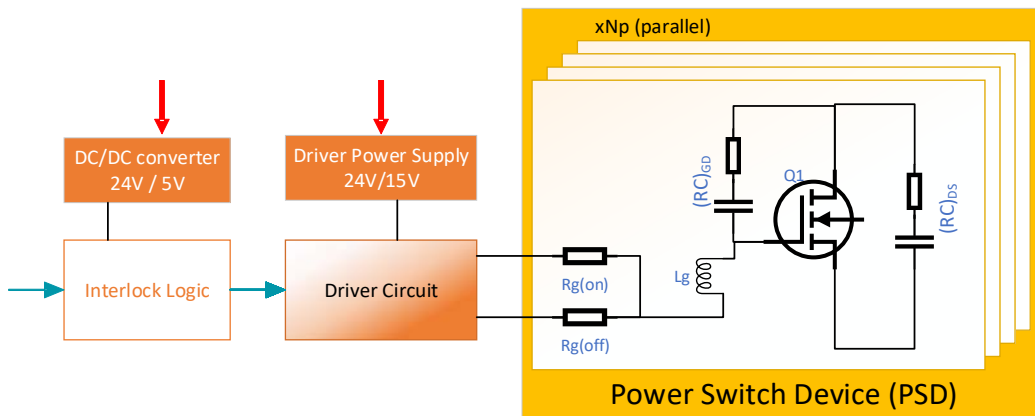 xNp (parallel)
DC/DC converter
24V / 5V
Driver Power Supply
24V/15V
(RC)GD
Q1
(RC)DS
Interlock Logic
Driver Circuit
Rg(on)
Lg
Rg(off)
Power Switch Device (PSD)